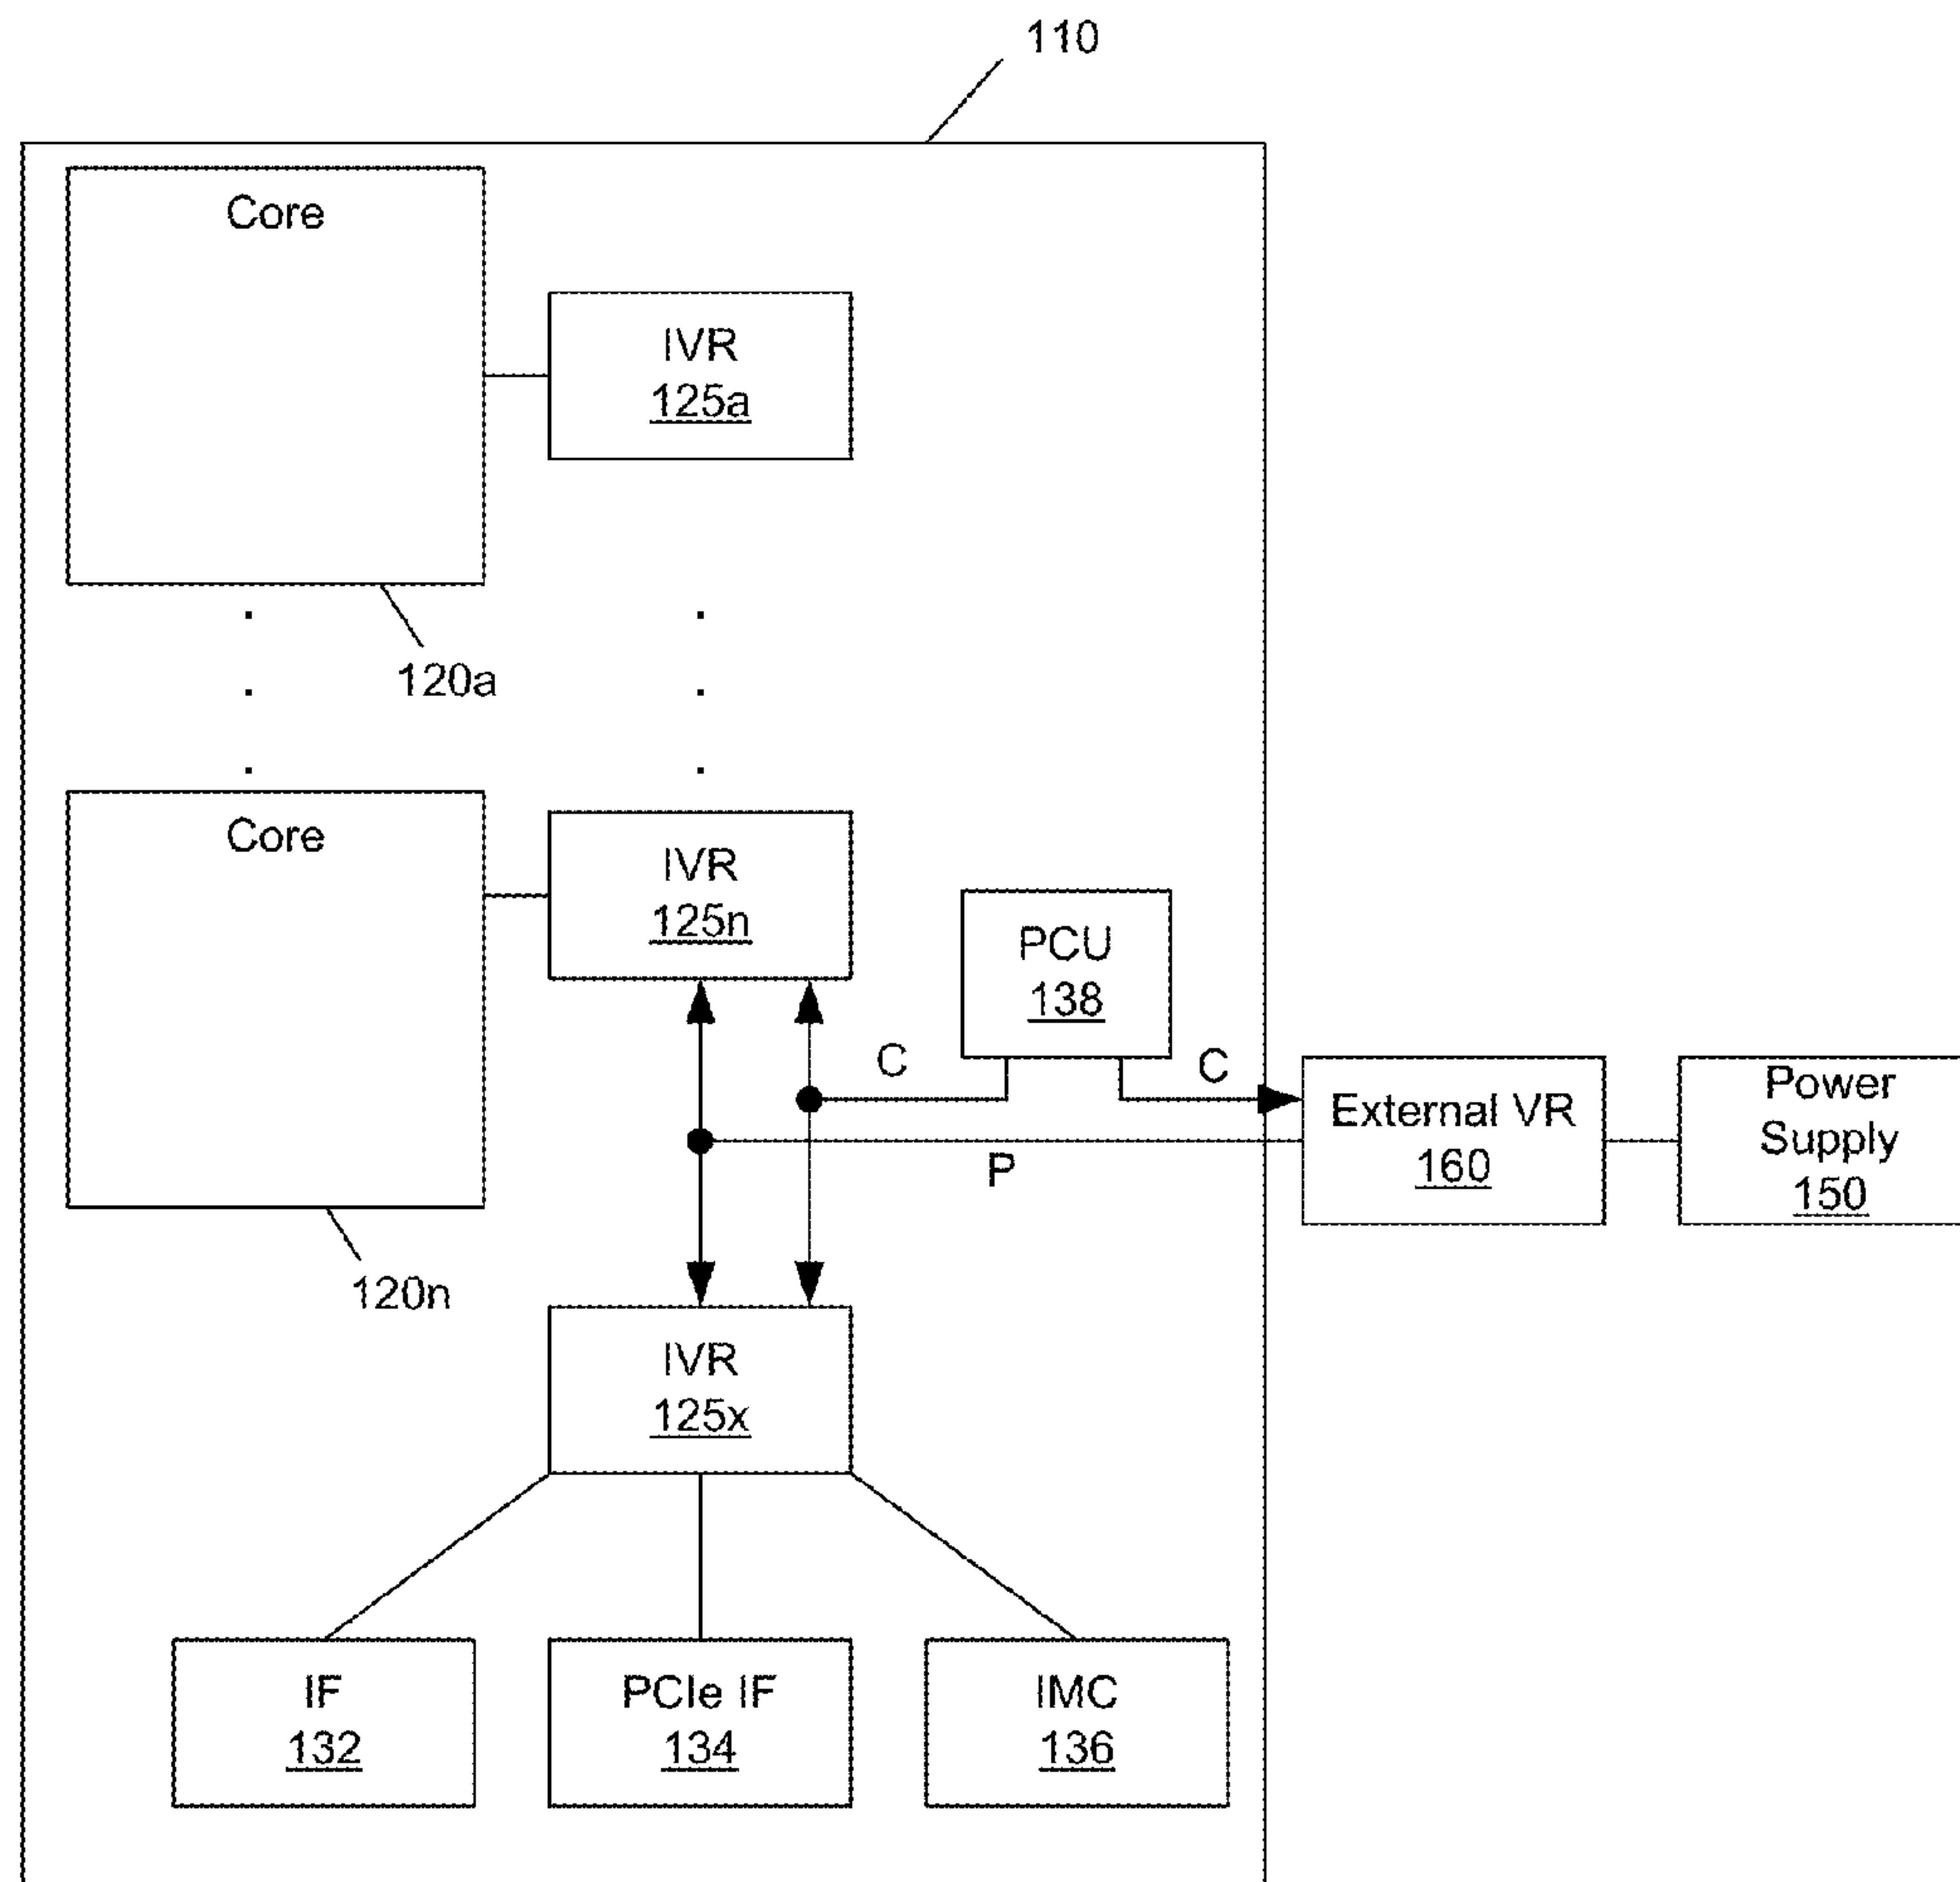 110
Core
IVR
125a
120a
Core
IVR
125n
PCU
138
C
C
External VR
160
Power
Supply
150
P
120n
IVR
125x
IF
132
PCIe IF
134
IMC
136